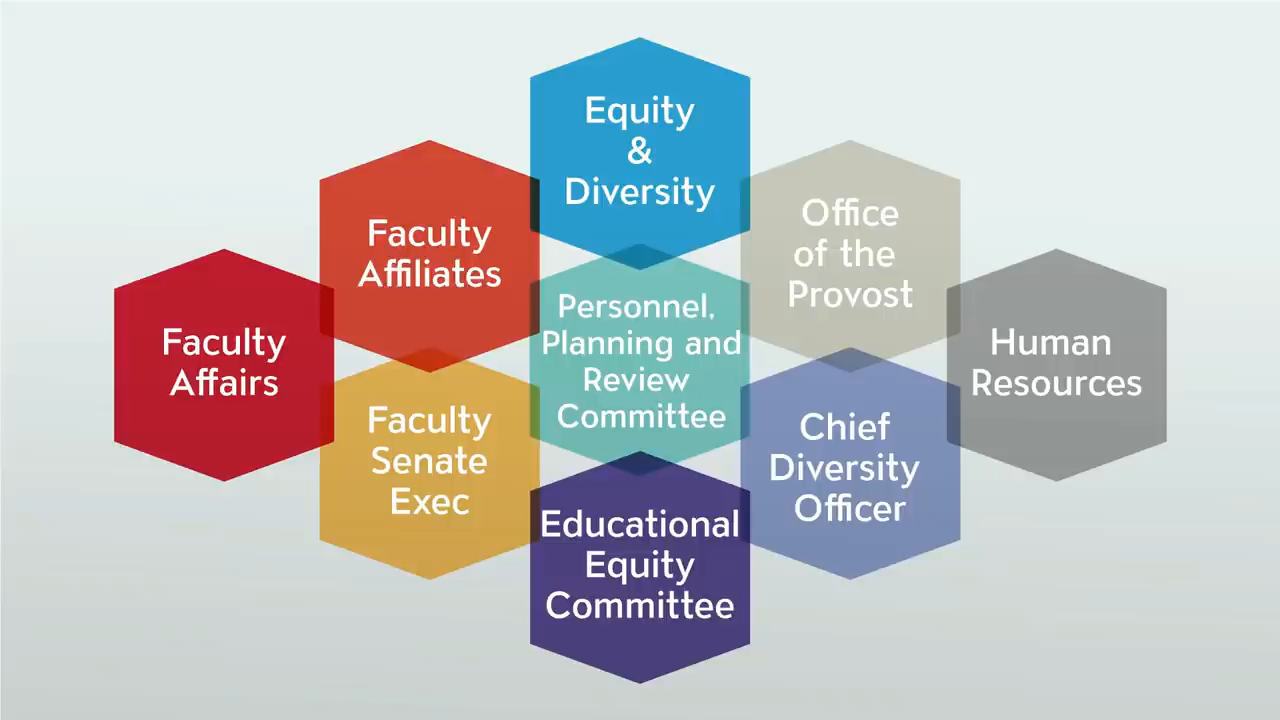 Equity
&
Diversity
Faculty
Affiliates
Office
of the
Provost
Faculty
Affairs
Personnel,
Planning and
Review
Committee
Human
Resources
Faculty
Senate
Exec
Chief
Diversity
Officer
Educational
Equity
Committee